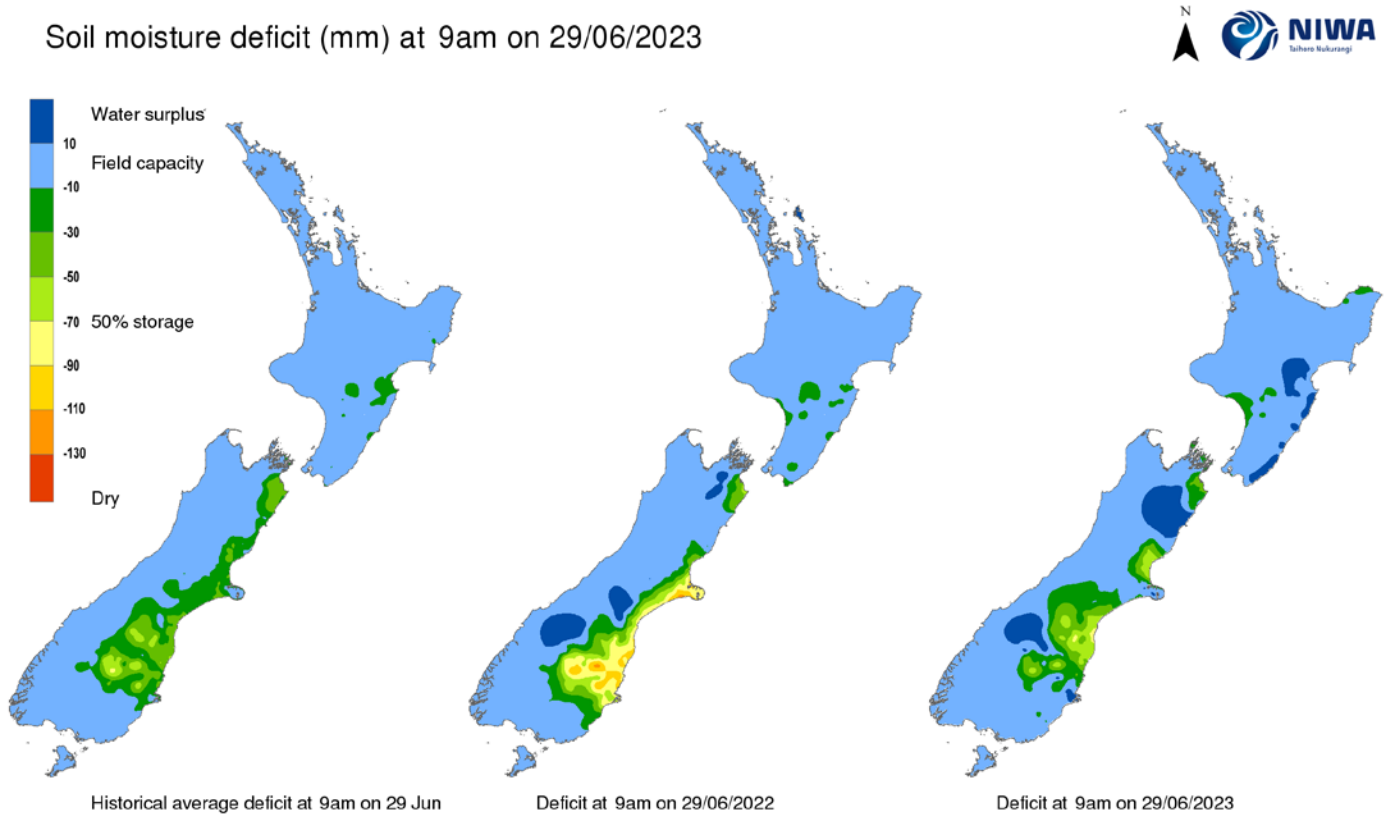 Soil moisture deficit (mm) at 9am on 29/06/2023
N
NIWA
Taihoro Nukurangi
Water surplus
10
Field capacity
-10
-30
-50
-70
50% storage
-90
-110
-130
Dry
Historical average deficit at 9am on 29 Jun
Deficit at 9am on 29/06/2022
Deficit at 9am on 29/06/2023